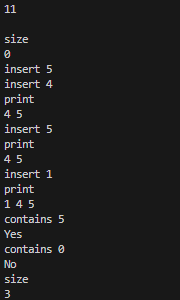 11
size
0
insert 5
insert 4
print
4 5
insert 5
print
4 5
insert 1
print
1 4 5
contains 5
Yes
contains 0
No
size
3